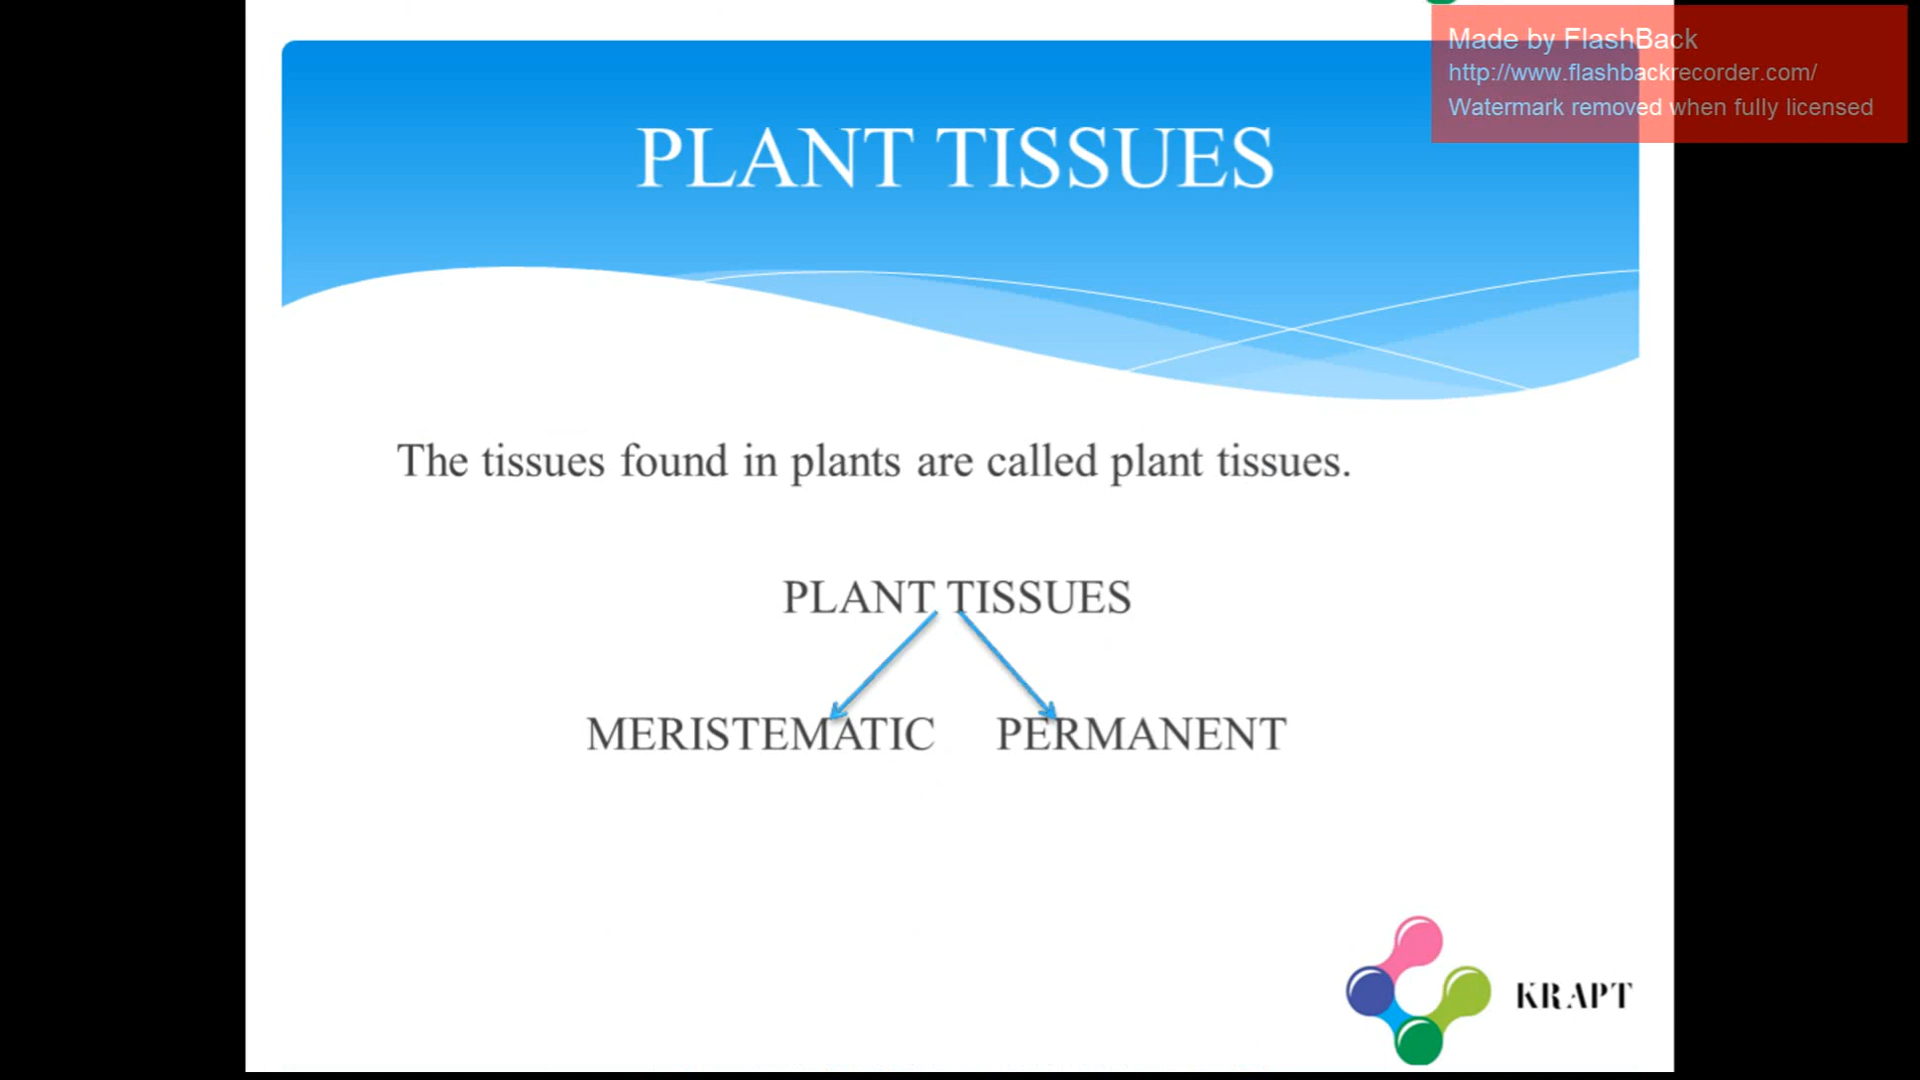 Made by FlashBack
http://www.flashbackrecorder.com/
Watermark removed when fully licensed
PLANT TISSUES
The tissues found in plants are called plant tissues.
PLANT TISSUES
MERISTEMATIC PERMANENT
KRAPT